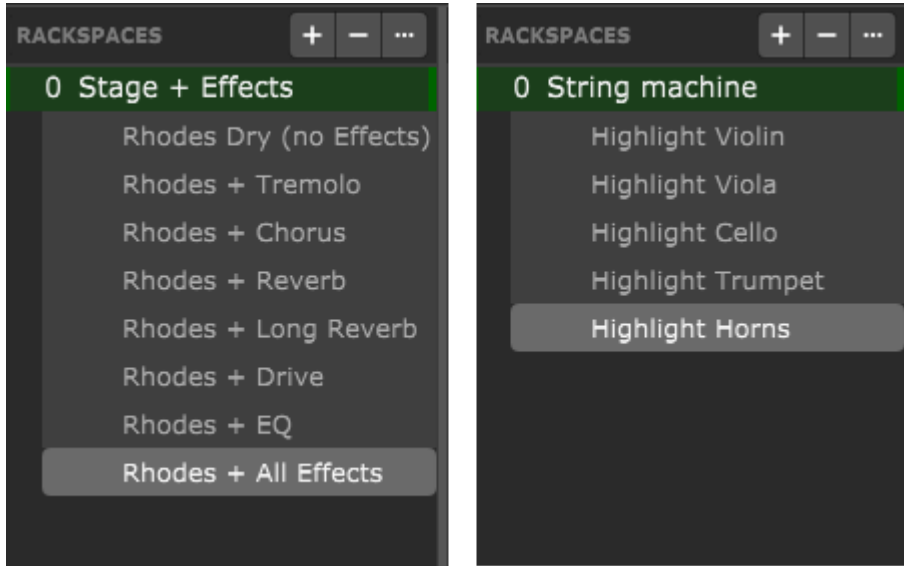 RACKSPACES + − ...
0 Stage + Effects
Rhodes Dry (no Effects)
Rhodes + Tremolo
Rhodes + Chorus
Rhodes + Reverb
Rhodes + Long Reverb
Rhodes + Drive
Rhodes + EQ
Rhodes + All Effects
RACKSPACES + − ...
0 String machine
Highlight Violin
Highlight Viola
Highlight Cello
Highlight Trumpet
Highlight Horns